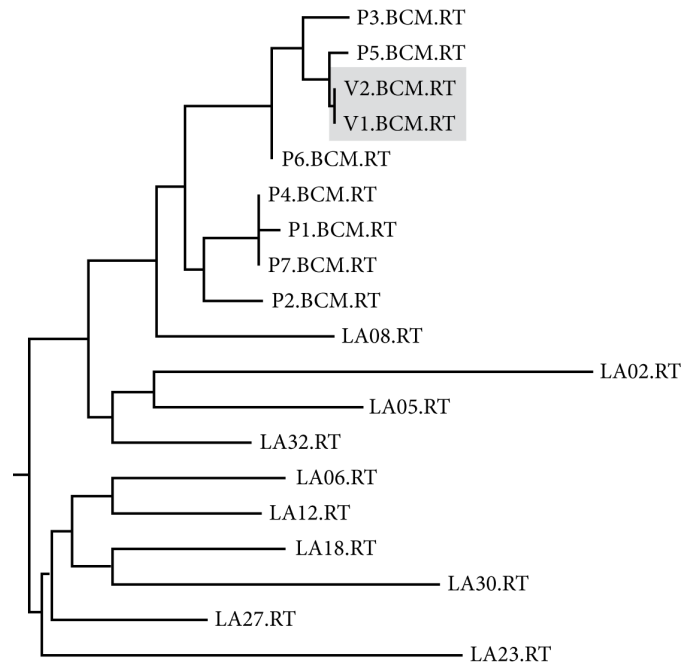 P3.BCM.RT
P5.BCM.RT
V2.BCM.RT
V1.BCM.RT
P6.BCM.RT
P4.BCM.RT
P1.BCM.RT
P7.BCM.RT
P2.BCM.RT
LA08.RT
LA02.RT
LA05.RT
LA32.RT
LA06.RT
LA12.RT
LA18.RT
LA30.RT
LA27.RT
LA23.RT